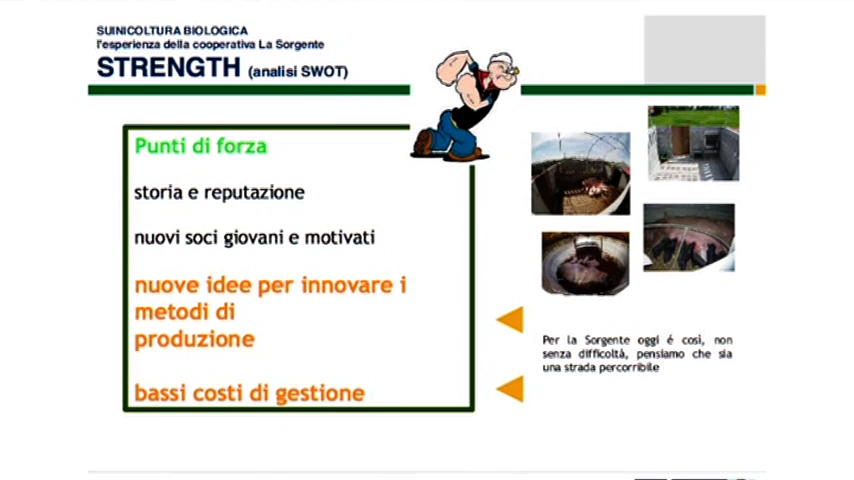 SUINICOLTURA BIOLOGICA
l'esperienza della cooperativa La Sorgente
STRENGTH (analisi SWOT)
Punti di forza
storia e reputazione
nuovi soci giovani e motivati
nuove idee per innovare i
metodi di
produzione
bassi costi di gestione
Per la Sorgente oggi é così, non
senza difficoltà, pensiamo che sia
una strada percorribile